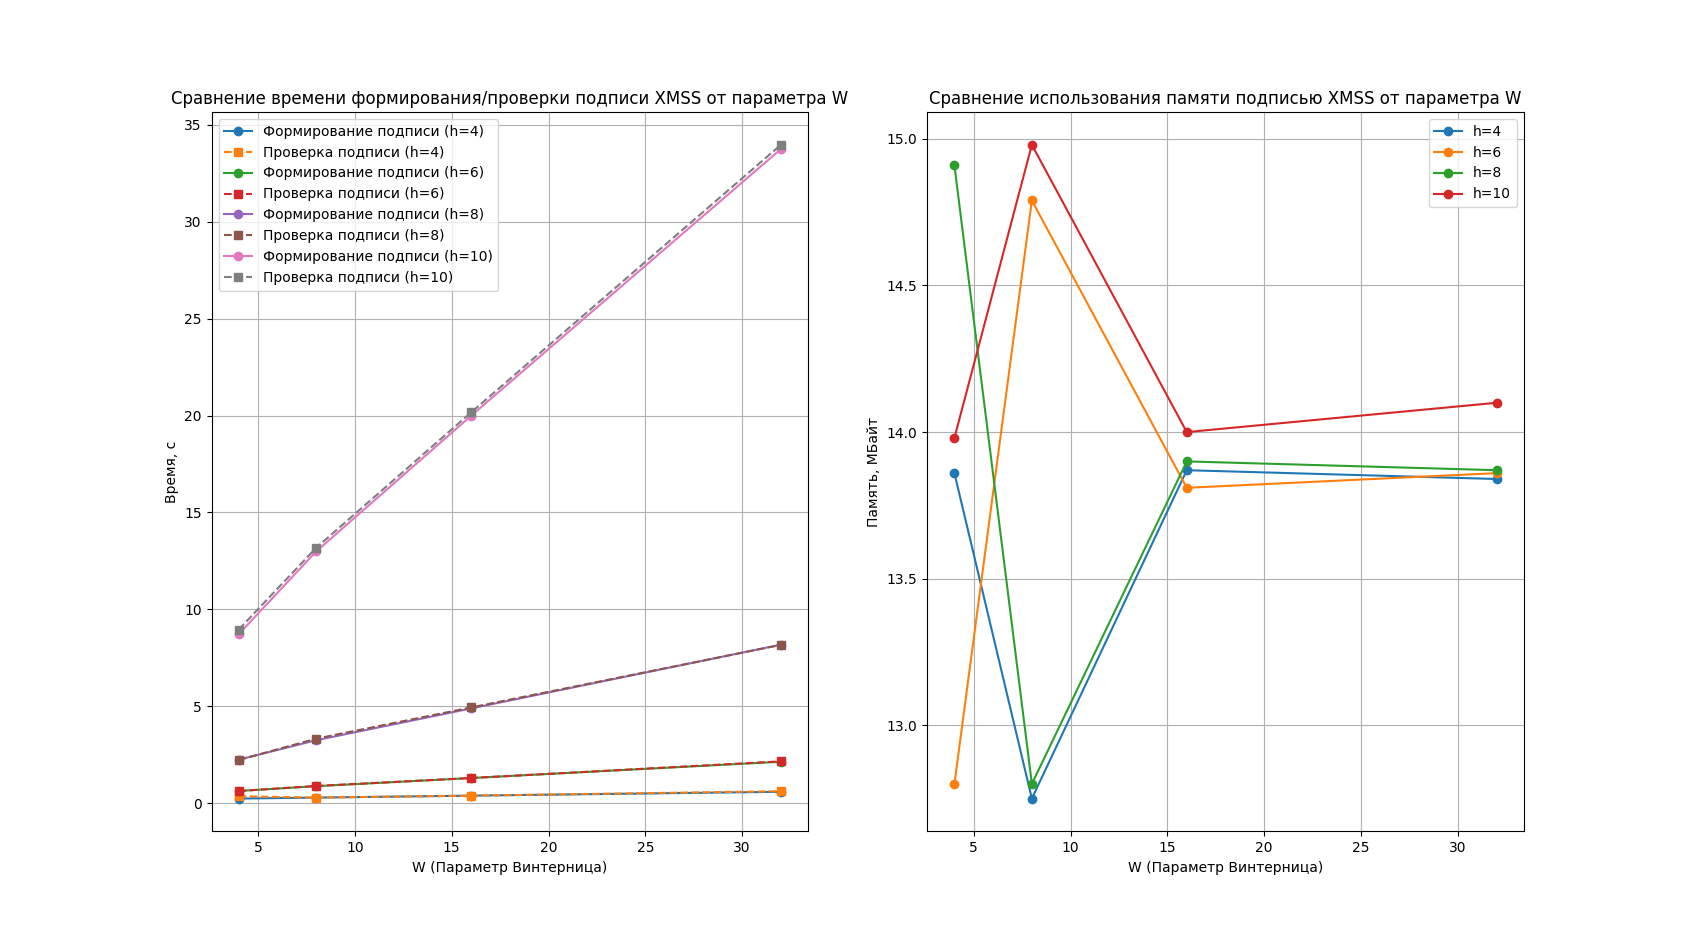 Сравнение времени формирования/проверки подписи XMSS от параметра W
35
30
25
20
15
10
5
0
Время, с
Формирование подписи (h=4)
Проверка подписи (h=4)
Формирование подписи (h=6)
Проверка подписи (h=6)
Формирование подписи (h=8)
Проверка подписи (h=8)
Формирование подписи (h=10)
Проверка подписи (h=10)
5 10 15 20 25 30
W (Параметр Винтерница)
Сравнение использования памяти подписью XMSS от параметра W
15.0
14.5
14.0
13.5
13.0
Память, МБайт
h=4
h=6
h=8
h=10
5 10 15 20 25 30
W (Параметр Винтерница)